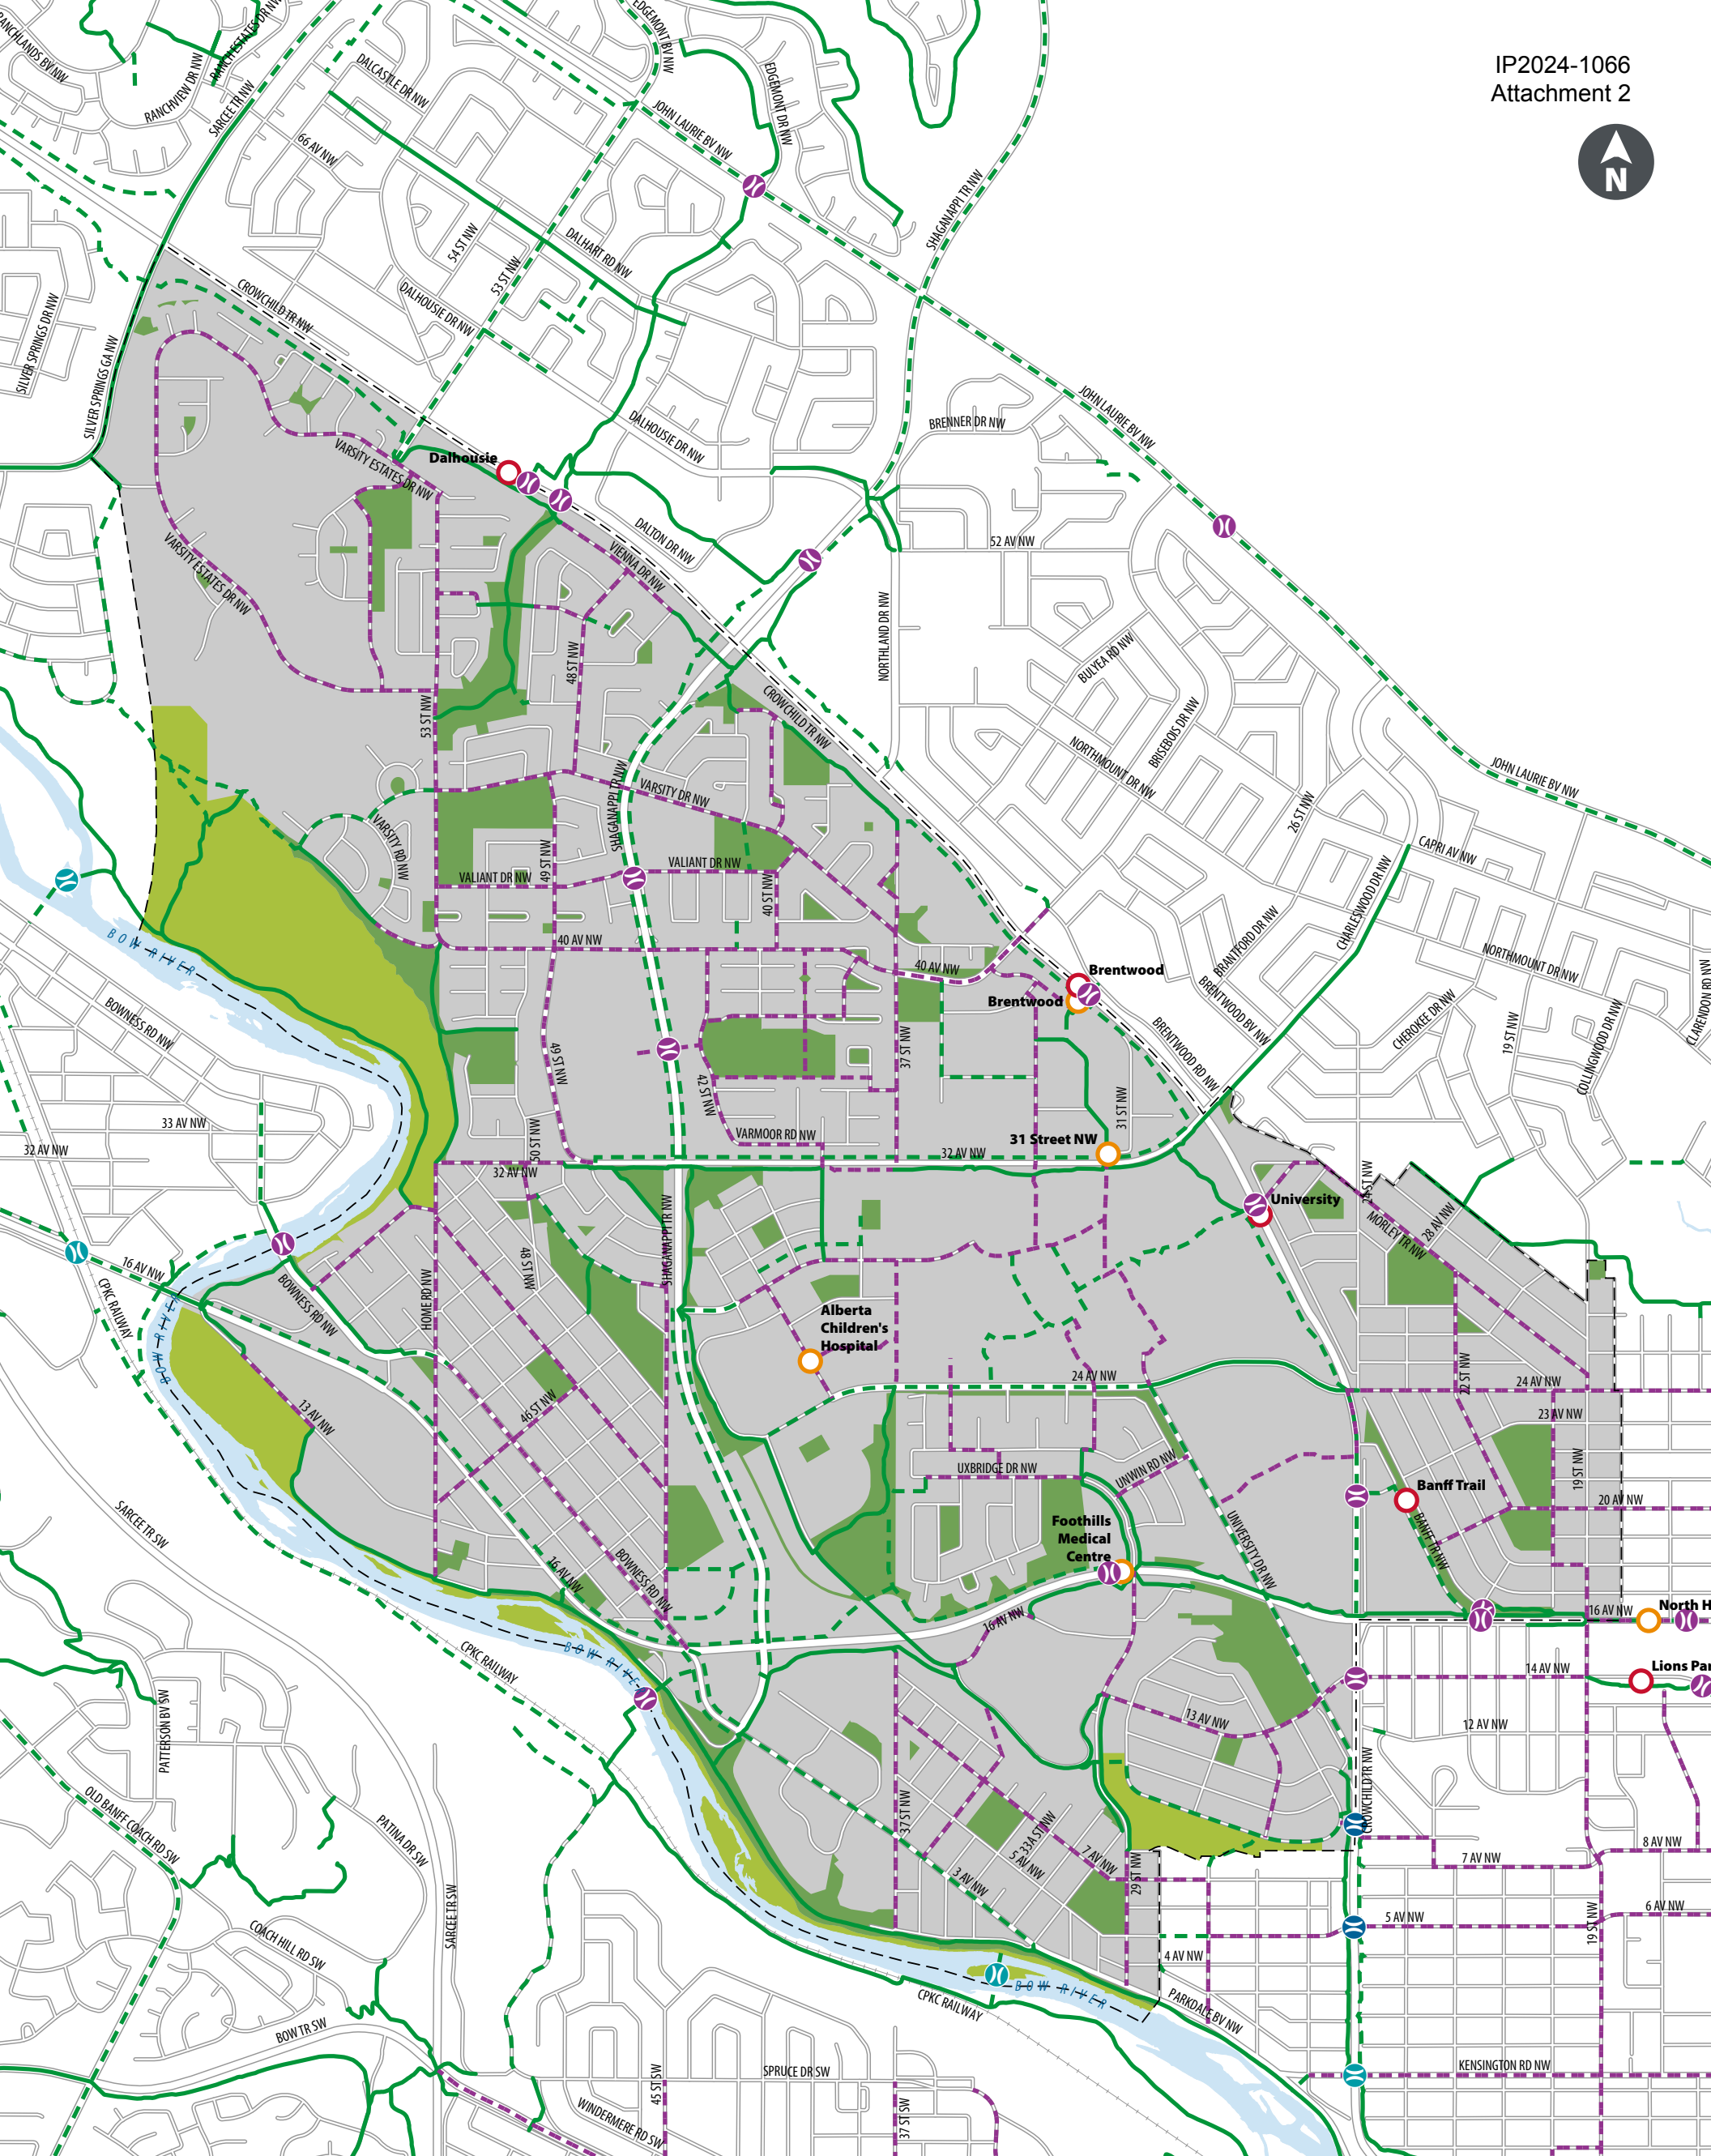 IP2024-1066
Attachment 2
N
RANCHVIEW DR NW
RANCH ESTATES DR NW
SARCEE TR NW
DALCASTLE DR NW
66 AV NW
EDGEMONT BV NW
EDGEMONT DR NW
JOHN LAURIE BV NW
SHAGANAPPI TR NW
54 ST NW
53 ST NW
DALHART RD NW
DALHOUSIE DR NW
CROWCHILD TR NW
SILVER SPRINGS DR NW
SILVER SPRINGS GA NW
DALHOUSIE DR NW
BRENNER DR NW
JOHN LAURIE BV NW
Dalhousie
VARSITY ESTATES DR NW
VARSITY ESTATES DR NW
VIENNA DR NW
DALTON DR NW
52 AV NW
NORTHLAND DR NW
48 ST NW
53 ST NW
BULYEA RD NW
BRISEBOIS DR NW
CROWCHILD TR NW
NORTHMOUNT DR NW
JOHN LAURIE BV NW
SHAGANAPPI TR NW
VARSITY DR NW
VARSITY RD NW
26 ST NW
CAPRI AV NW
VALIANT DR NW
VALIANT DR NW
49 ST NW
40 ST NW
CHARLESWOOD DR NW
BRANTFORD DR NW
NORTHMOUNT DR NW
BOW RIVER
40 AV NW
40 AV NW
Brentwood
Brentwood
BRENTWOOD BV NW
BRENTWOOD RD NW
CHEROKEE DR NW
19 ST NW
COLLINGWOOD DR NW
CLARENDON RD NW
BOWNESS RD NW
49 ST NW
42 ST NW
37 ST NW
31 ST NW
33 AV NW
32 AV NW
50 ST NW
VARMOOR RD NW
31 Street NW
32 AV NW
32 AV NW
24 ST NW
University
MORLEY TR NW
28 AV NW
48 ST NW
SHAGANAPPI TR NW
16 AV NW
CPKC RAILWAY
BOWNESS RD NW
HOME RD NW
BOW RIVER
Alberta
Children's
Hospital
24 AV NW
22 ST NW
24 AV NW
23 AV NW
13 AV NW
46 ST NW
UXBRIDGE DR NW
UNWIN RD NW
19 ST NW
Banff Trail
20 AV NW
BANFF TR NW
SARCEE TR SW
Foothills
Medical
Centre
UNIVERSITY DR NW
16 AV NW
BOWNESS RD NW
16 AV NW
16 AV NW
North H
BOW RIVER
CPKC RAILWAY
14 AV NW
Lions Par
PATTERSON BV SW
13 AV NW
12 AV NW
CROWCHILD TR NW
OLD BANFF COACH RD SW
PATINA DR SW
37 ST NW
33A ST NW
5 AV NW
7 AV NW
3 AV NW
29 ST NW
8 AV NW
7 AV NW
6 AV NW
5 AV NW
19 ST NW
SARCEE TR SW
COACH HILL RD SW
4 AV NW
BOW RIVER
CPKC RAILWAY
PARKDALE BV NW
BOW TR SW
KENSINGTON RD NW
SPRUCE DR SW
45 ST SW
37 ST SW
WINDERMERE RD SW